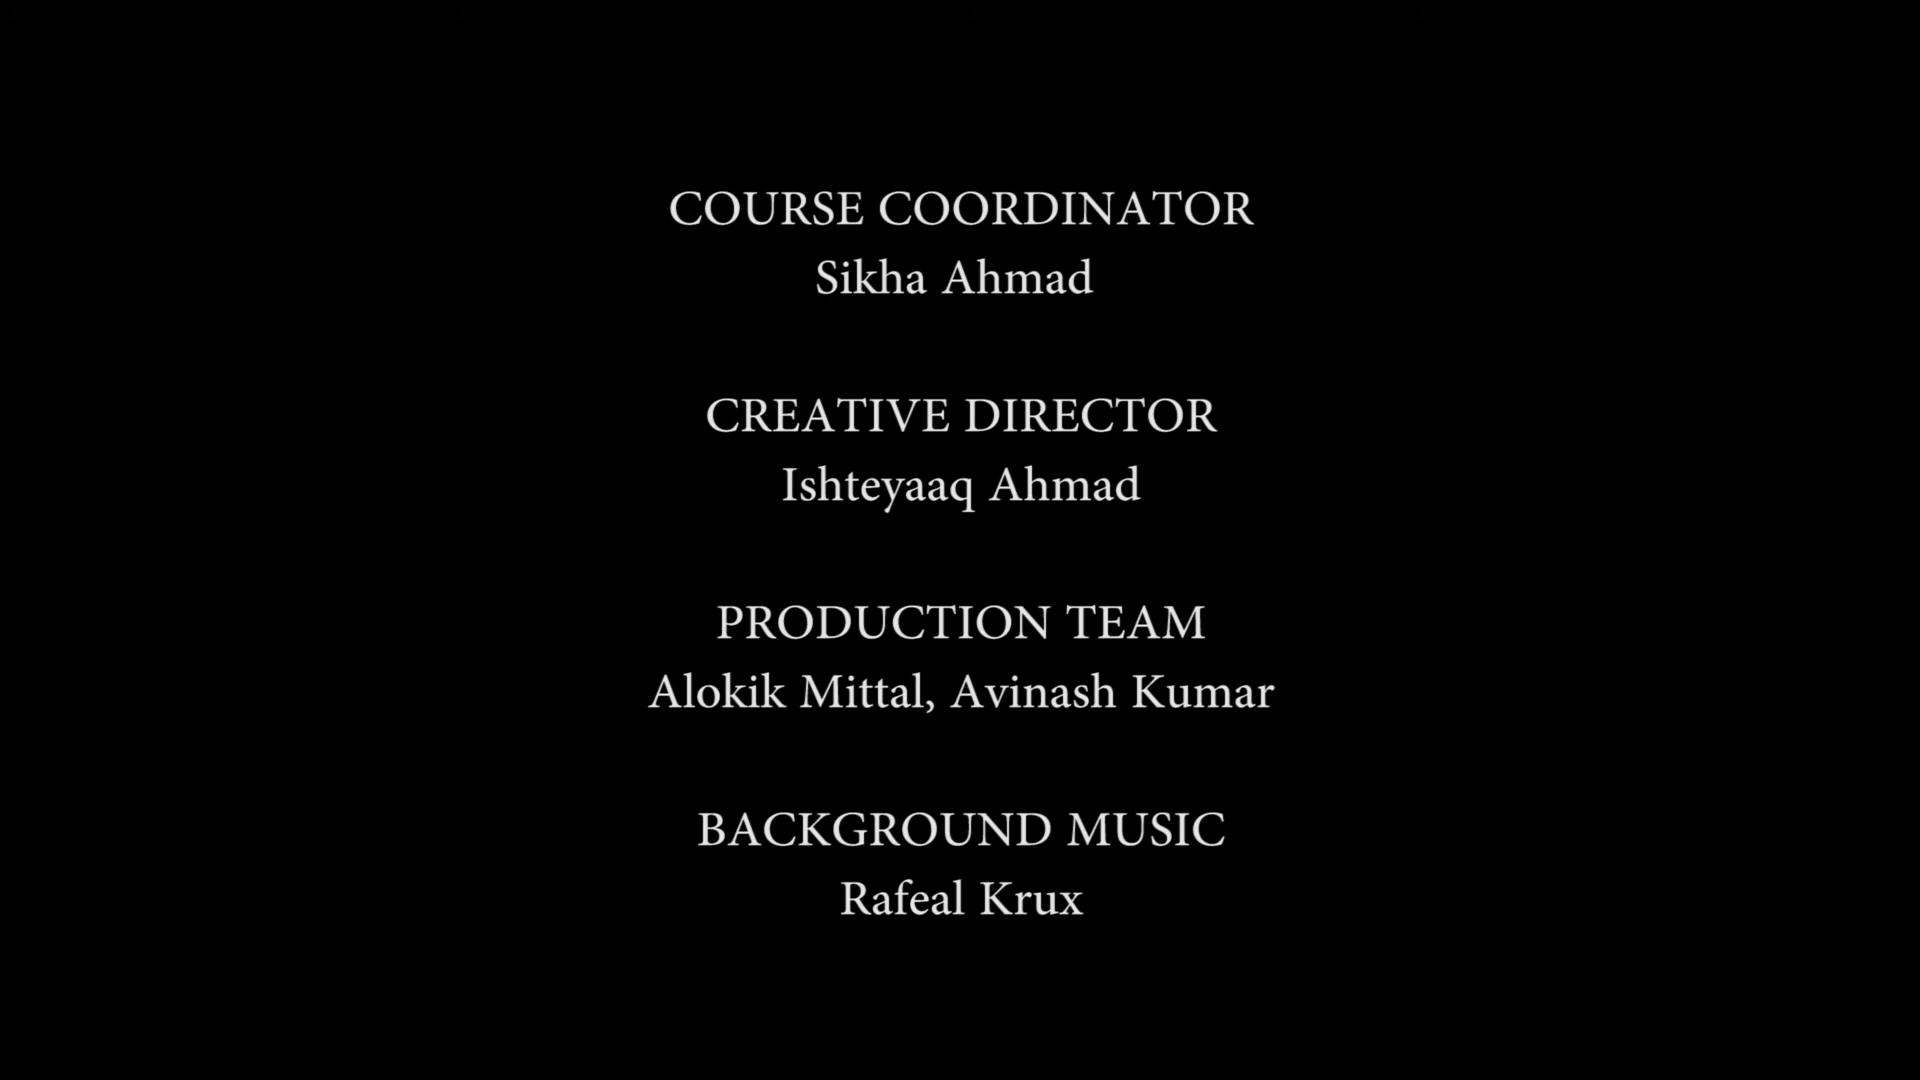 COURSE COORDINATOR
Sikha Ahmad
CREATIVE DIRECTOR
Ishteyaaq Ahmad
PRODUCTION TEAM
Alokik Mittal, Avinash Kumar
BACKGROUND MUSIC
Rafeal Krux